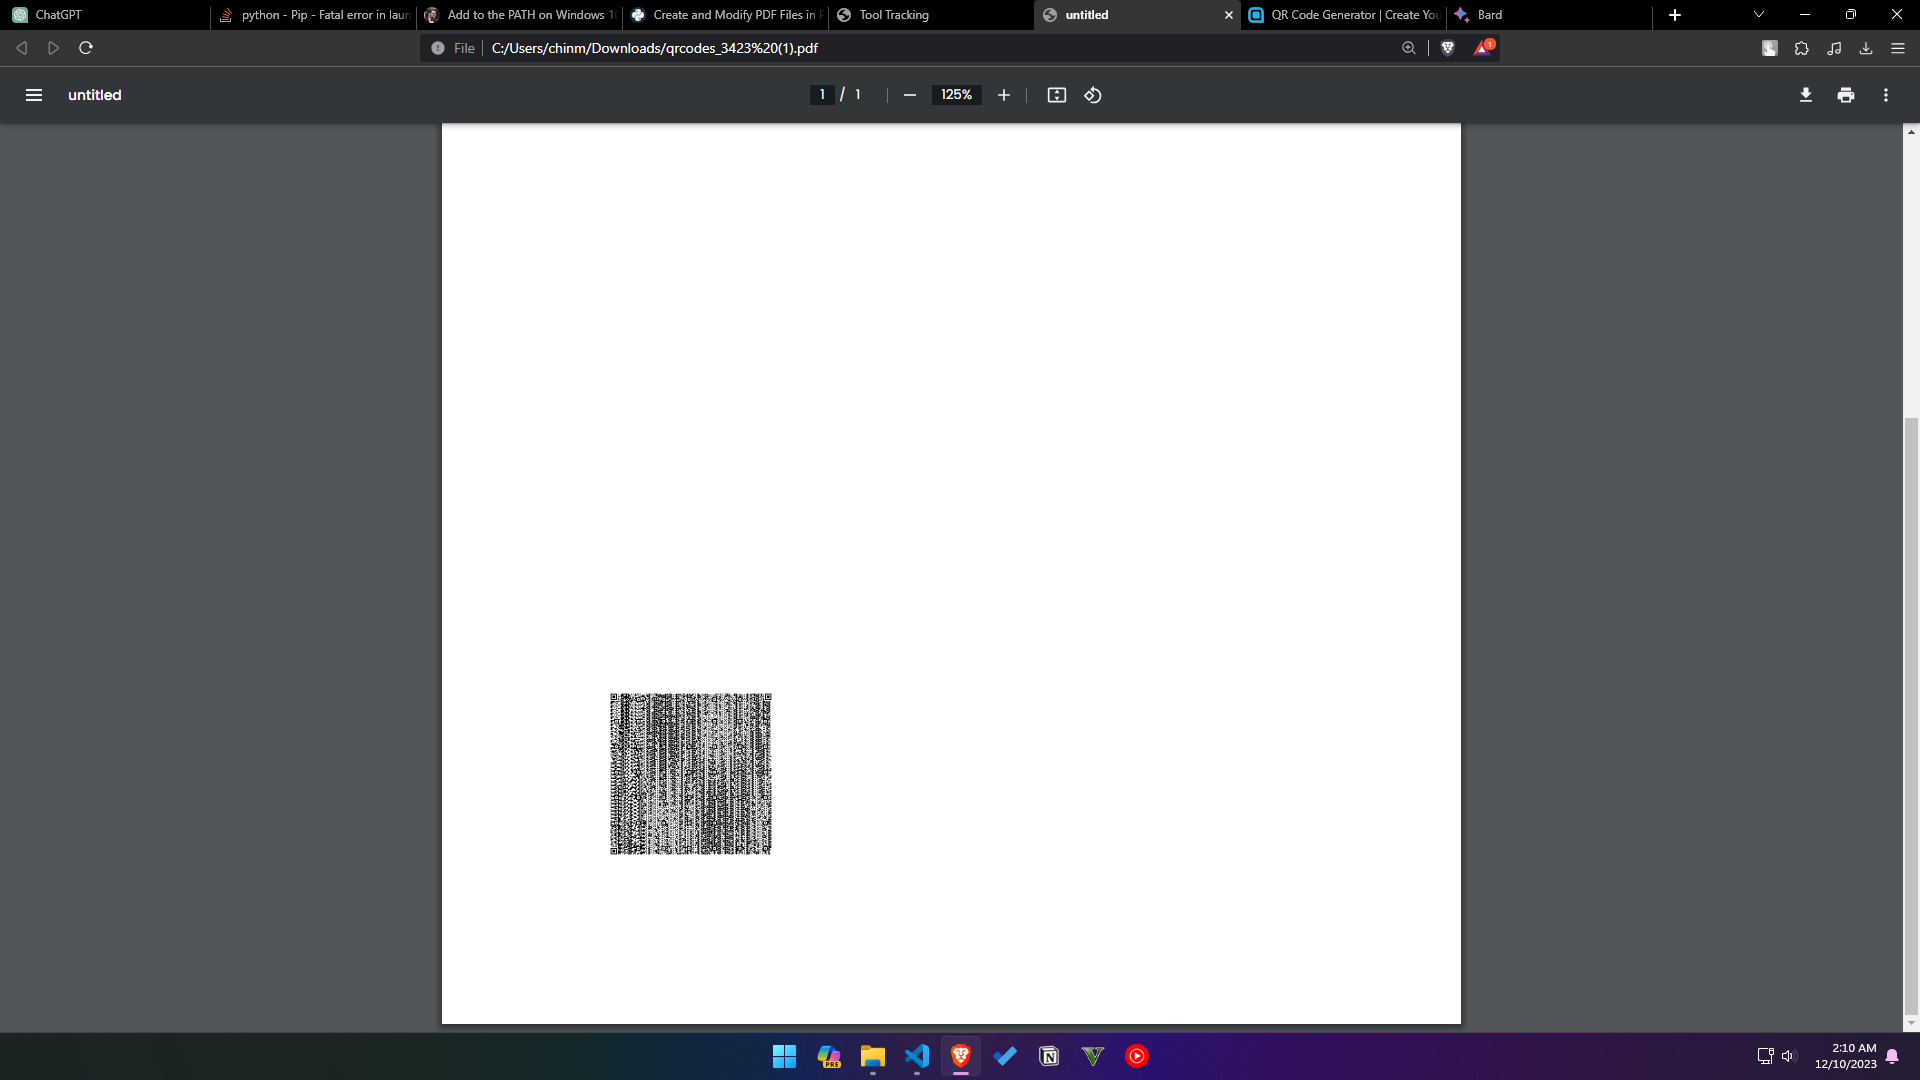 ChatGPT
python - Pip - Fatal error in laun
Add to the PATH on Windows 10
Create and Modify PDF Files in P
Tool Tracking
untitled
QR Code Generator | Create You
Bard
File
C:/Users/chinm/Downloads/qrcodes_3423%20(1).pdf
1
untitled
1 / 1
125%
PRE
2:10 AM
12/10/2023